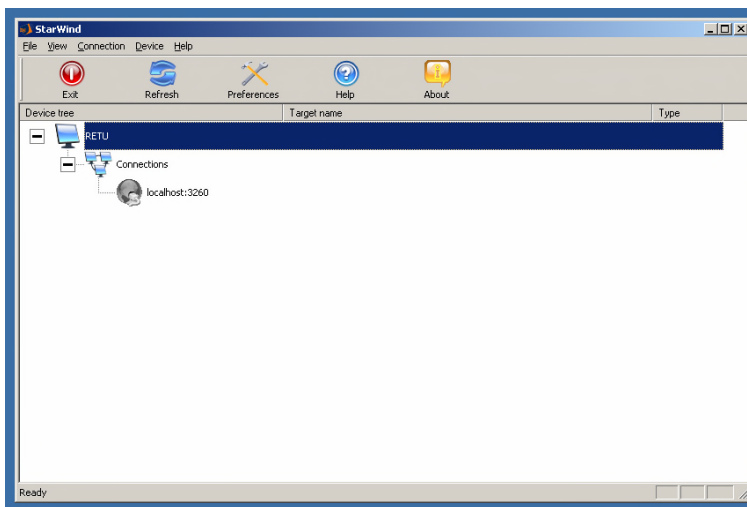 StarWind
File View Connection Device Help
Exit Refresh Preferences Help About
Device tree Target name Type
RETU
Connections
localhost:3260
Ready